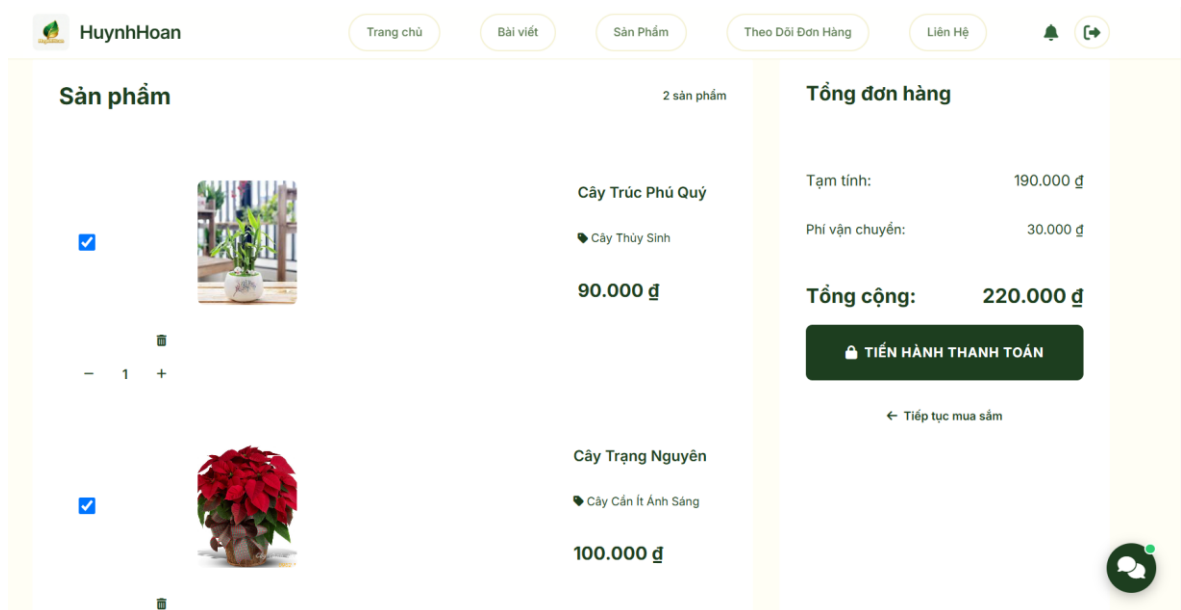 HuynhHoan
Trang chủ
Bài viết
Sản Phẩm
Theo Dõi Đơn Hàng
Liên Hệ
Sản phẩm
2 sản phẩm
Cây Trúc Phú Quý
Cây Thủy Sinh
90.000 ₫
− 1 +
Cây Trạng Nguyên
Cây Cần Ít Ánh Sáng
100.000 ₫
Tổng đơn hàng
Tạm tính: 190.000 ₫
Phí vận chuyển: 30.000 ₫
Tổng cộng: 220.000 ₫
TIẾN HÀNH THANH TOÁN
← Tiếp tục mua sắm